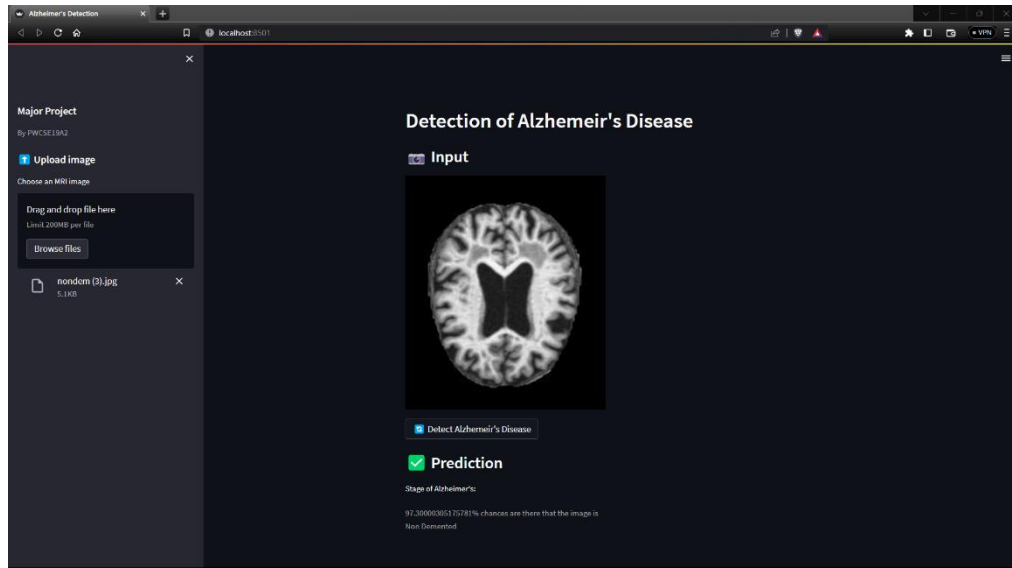 Alzheimer's Detection
localhost:8501
VPN
Major Project
By PWCSE19A2
Upload image
Choose an MRI image
Drag and drop file here
Limit 200MB per file
Browse files
nondem (3).jpg
5.1KB
Detection of Alzhemeir's Disease
Input
Detect Alzhemeir's Disease
Prediction
Stage of Alzheimer's:
97.30000305175781% chances are there that the image is
Non Demented